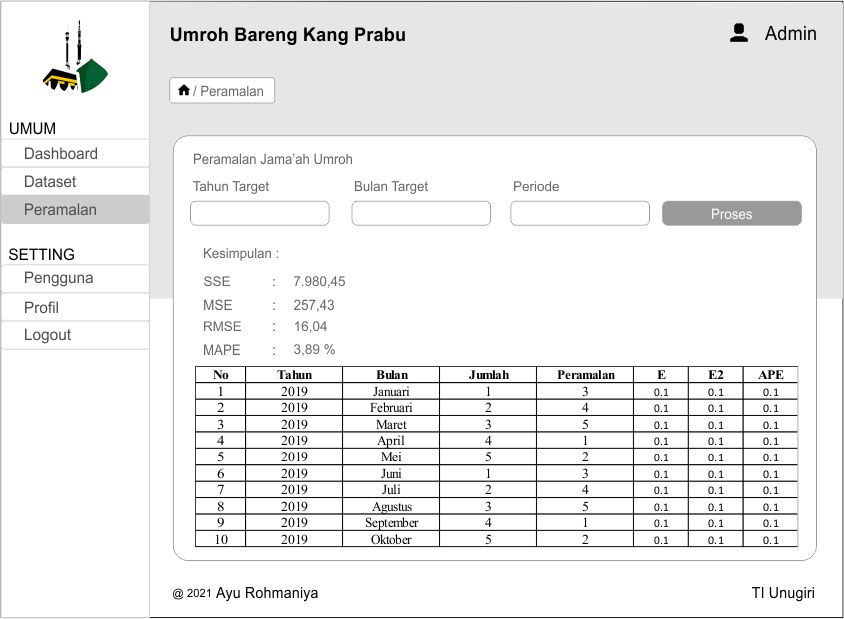 Umroh Bareng Kang Prabu
Admin
/ Peramalan
UMUM
Dashboard
Dataset
Peramalan
SETTING
Pengguna
Profil
Logout
Peramalan Jama'ah Umroh
Tahun Target Bulan Target Periode
Proses
Kesimpulan :
SSE : 7.980,45
MSE : 257,43
RMSE : 16,04
MAPE : 3,89 %
No Tahun Bulan Jumlah Peramalan E E2 APE
1 2019 Januari 1 3 0.1 0.1 0.1
2 2019 Februari 2 4 0.1 0.1 0.1
3 2019 Maret 3 5 0.1 0.1 0.1
4 2019 April 4 1 0.1 0.1 0.1
5 2019 Mei 5 2 0.1 0.1 0.1
6 2019 Juni 1 3 0.1 0.1 0.1
7 2019 Juli 2 4 0.1 0.1 0.1
8 2019 Agustus 3 5 0.1 0.1 0.1
9 2019 September 4 1 0.1 0.1 0.1
10 2019 Oktober 5 2 0.1 0.1 0.1
@ 2021 Ayu Rohmaniya
TI Unugiri